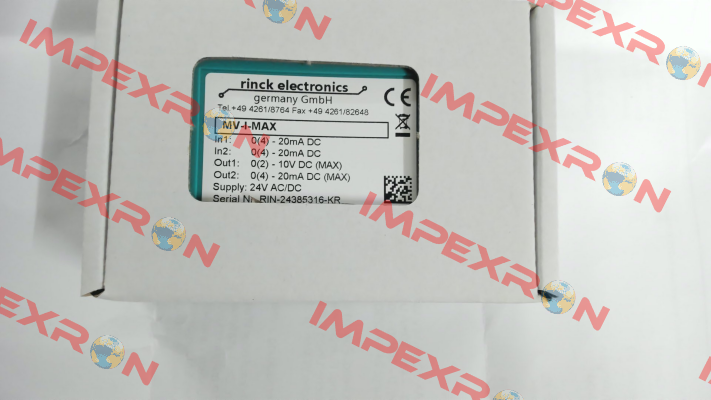 rinck electronics
germany GmbH
Tel +49 4261/8764 Fax +49 4261/82648
CE
MV-I-MAX
In1: 0(4) - 20mA DC
In2: 0(4) - 20mA DC
Out1: 0(2) - 10V DC (MAX)
Out2: 0(4) - 20mA DC (MAX)
Supply: 24V AC/DC
Serial Nr. RIN-24385316-KR
IMPEXRON
IMPEXRON
IMPEXRON
IMPEXRON
IMPEXRON
IMPEXRON